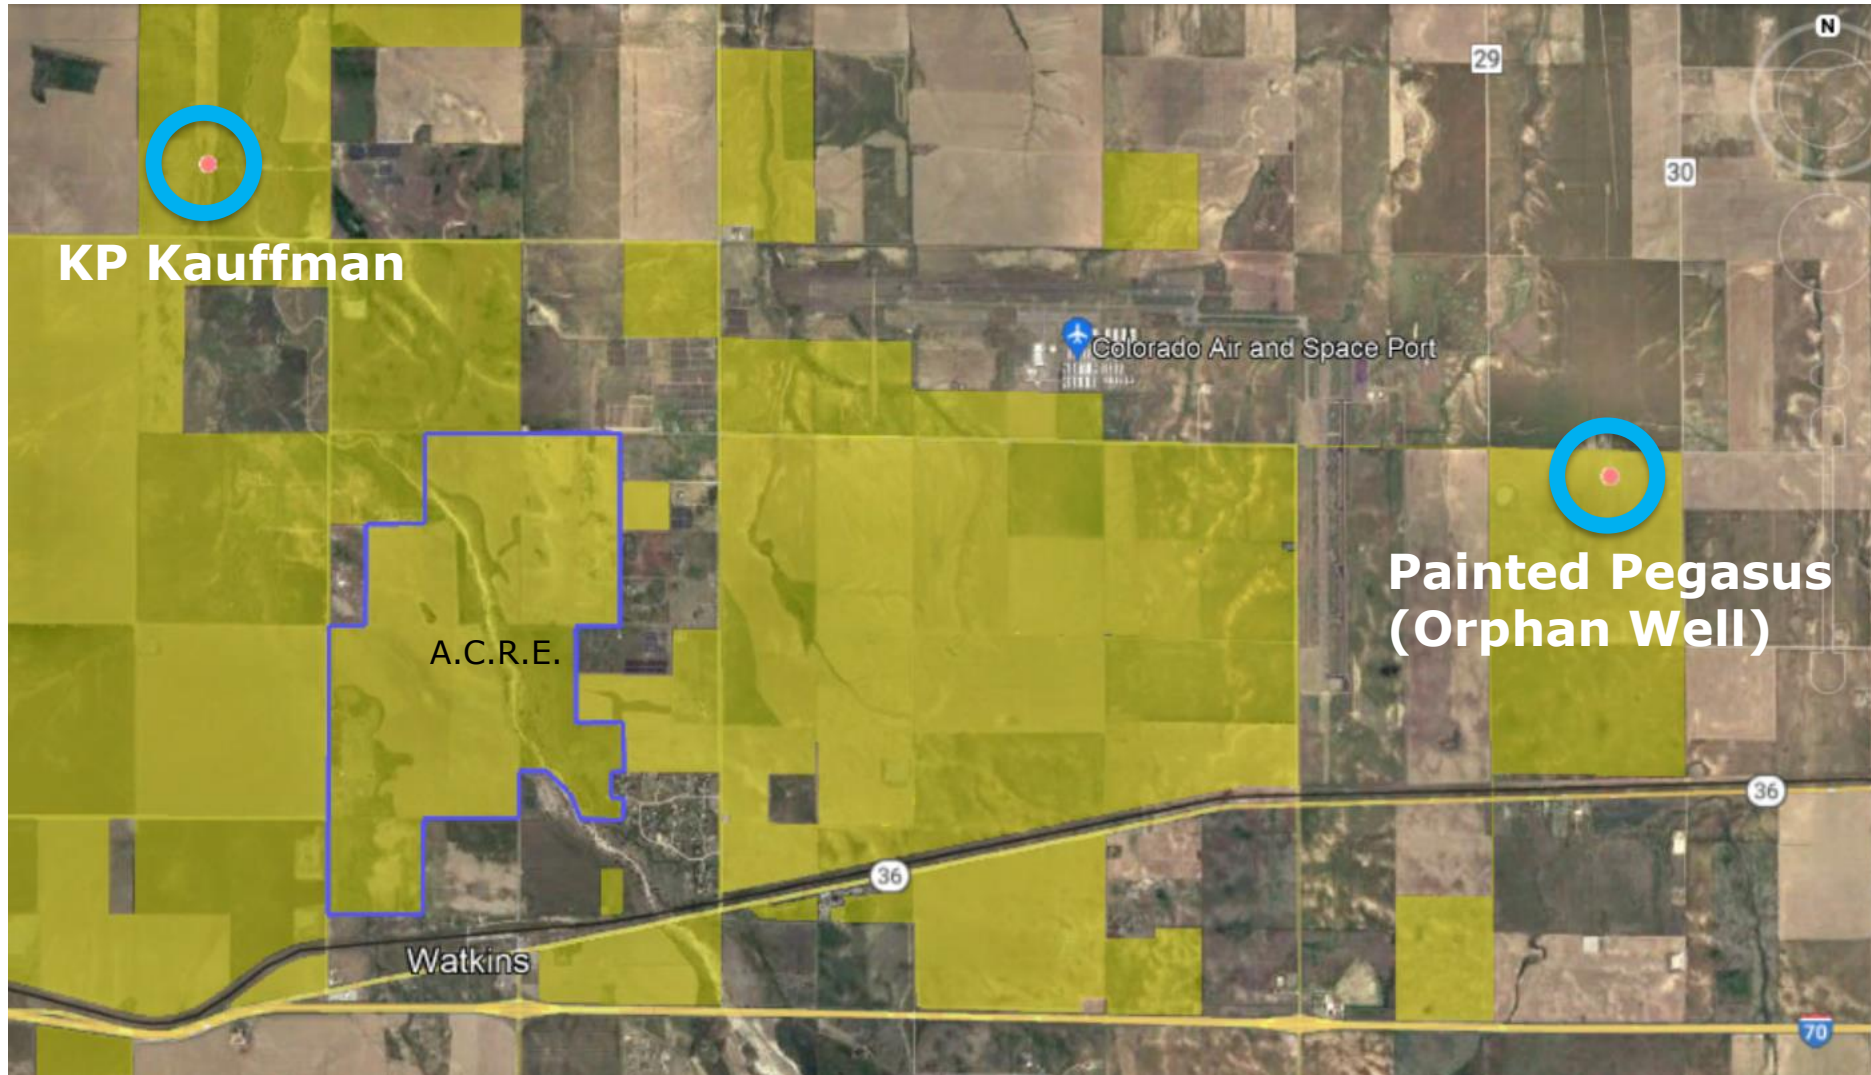 N
29
30
KP Kauffman
Colorado Air and Space Port
Painted Pegasus
(Orphan Well)
A.C.R.E.
36
36
Watkins
70